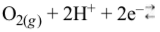 O₂₍g₎ + 2H⁺ + 2e⁻⇄